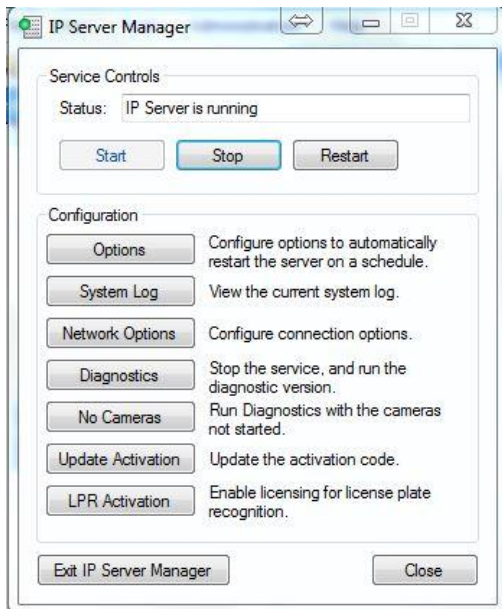 IP Server Manager
Service Controls
Status: IP Server is running
Start Stop Restart
Configuration
Options
Configure options to automatically
restart the server on a schedule.
System Log
View the current system log.
Network Options
Configure connection options.
Diagnostics
Stop the service, and run the
diagnostic version.
No Cameras
Run Diagnostics with the cameras
not started.
Update Activation
Update the activation code.
LPR Activation
Enable licensing for license plate
recognition.
Exit IP Server Manager Close